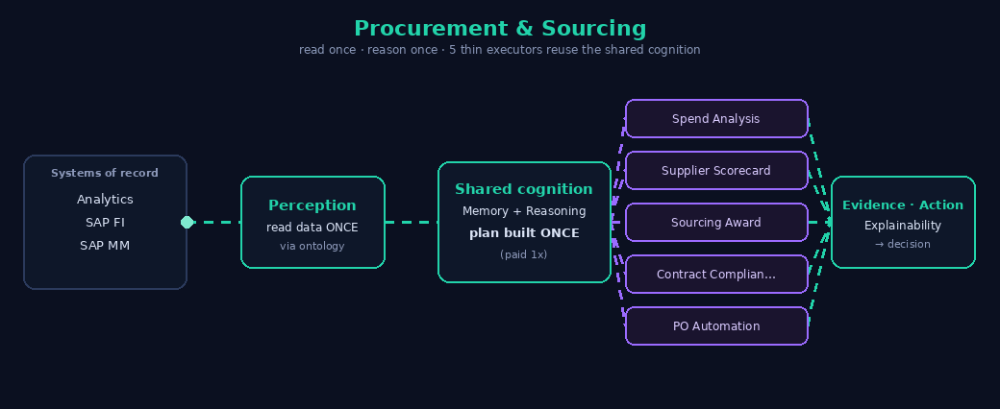 Procurement & Sourcing
read once · reason once · 5 thin executors reuse the shared cognition
Systems of record
Analytics
SAP FI
SAP MM
Perception
read data ONCE
via ontology
Shared cognition
Memory + Reasoning
plan built ONCE
(paid 1x)
Spend Analysis
Supplier Scorecard
Sourcing Award
Contract Complian…
PO Automation
Evidence · Action
Explainability
→ decision